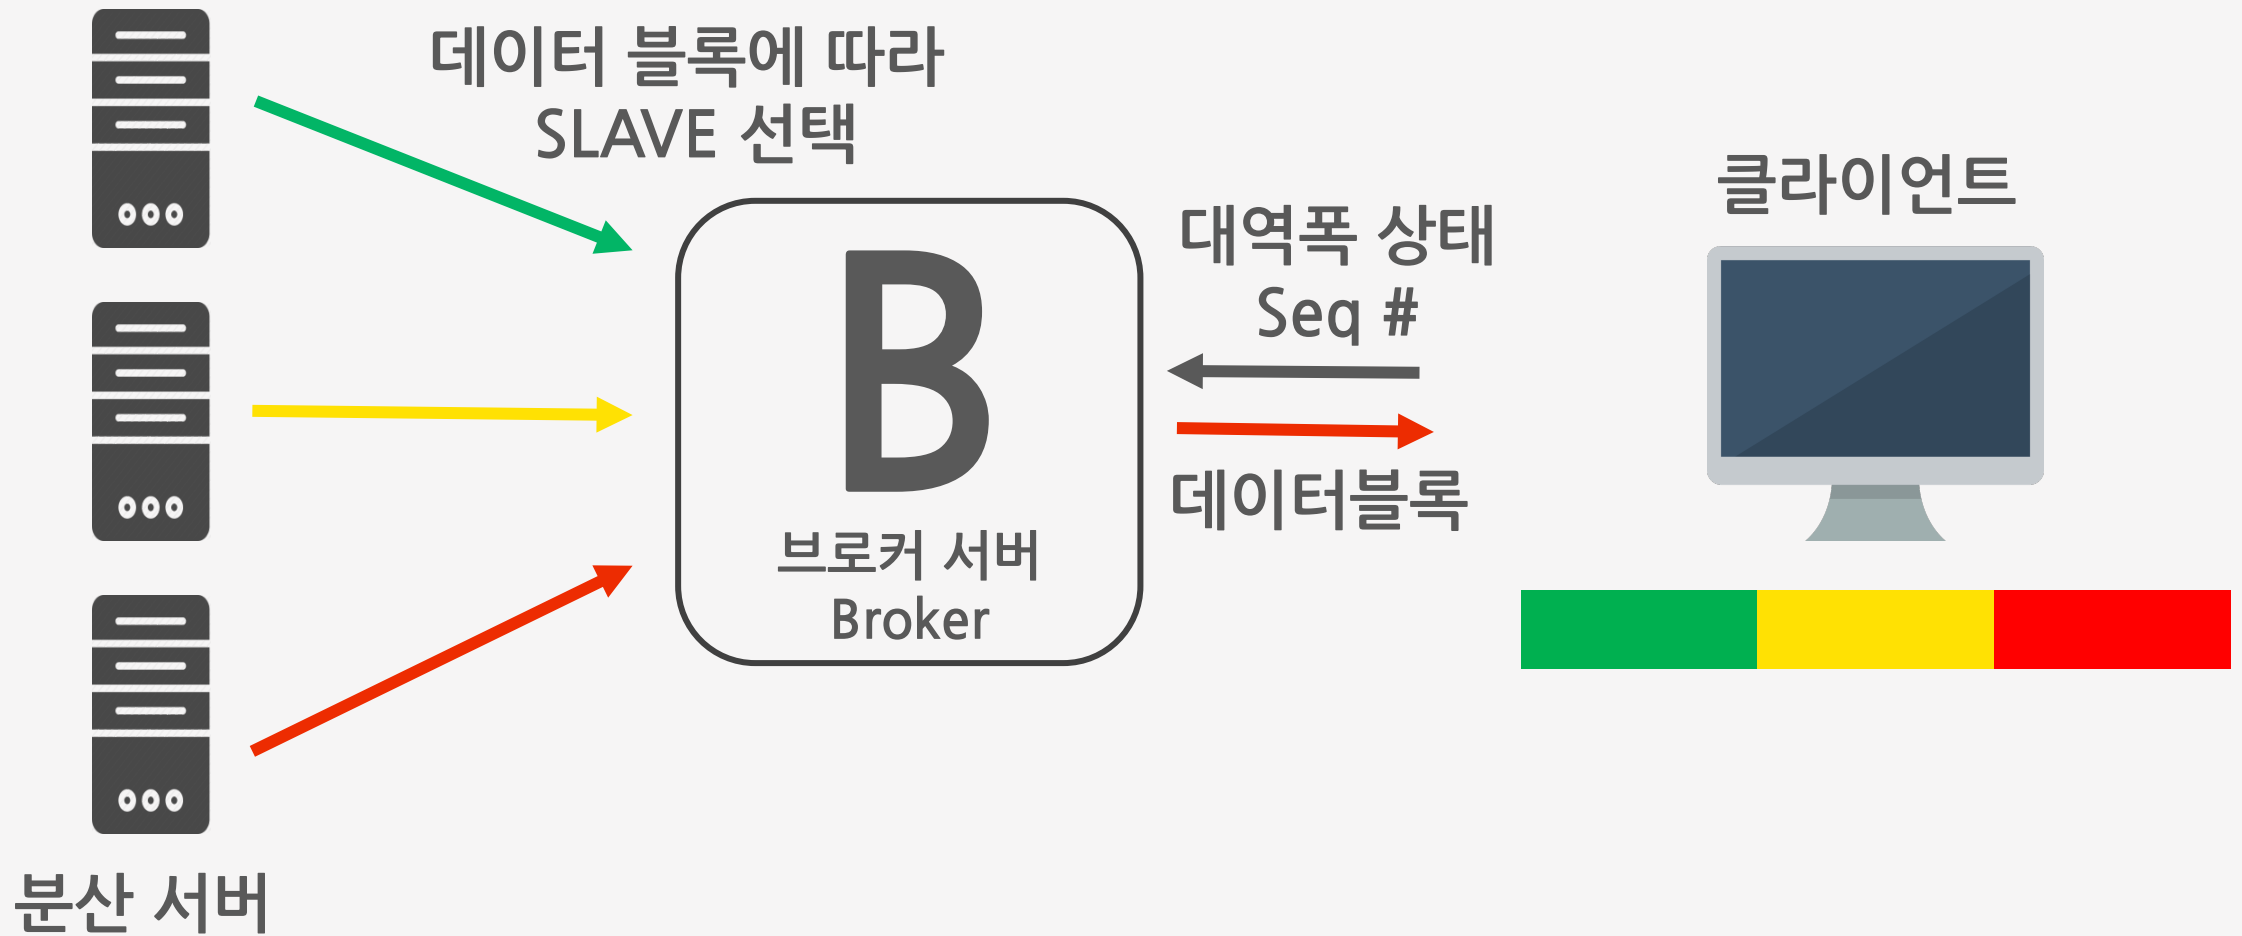 데이터 블록에 따라
SLAVE 선택
클라이언트
대역폭 상태
Seq #
B
데이터블록
브로커 서버
Broker
분산 서버